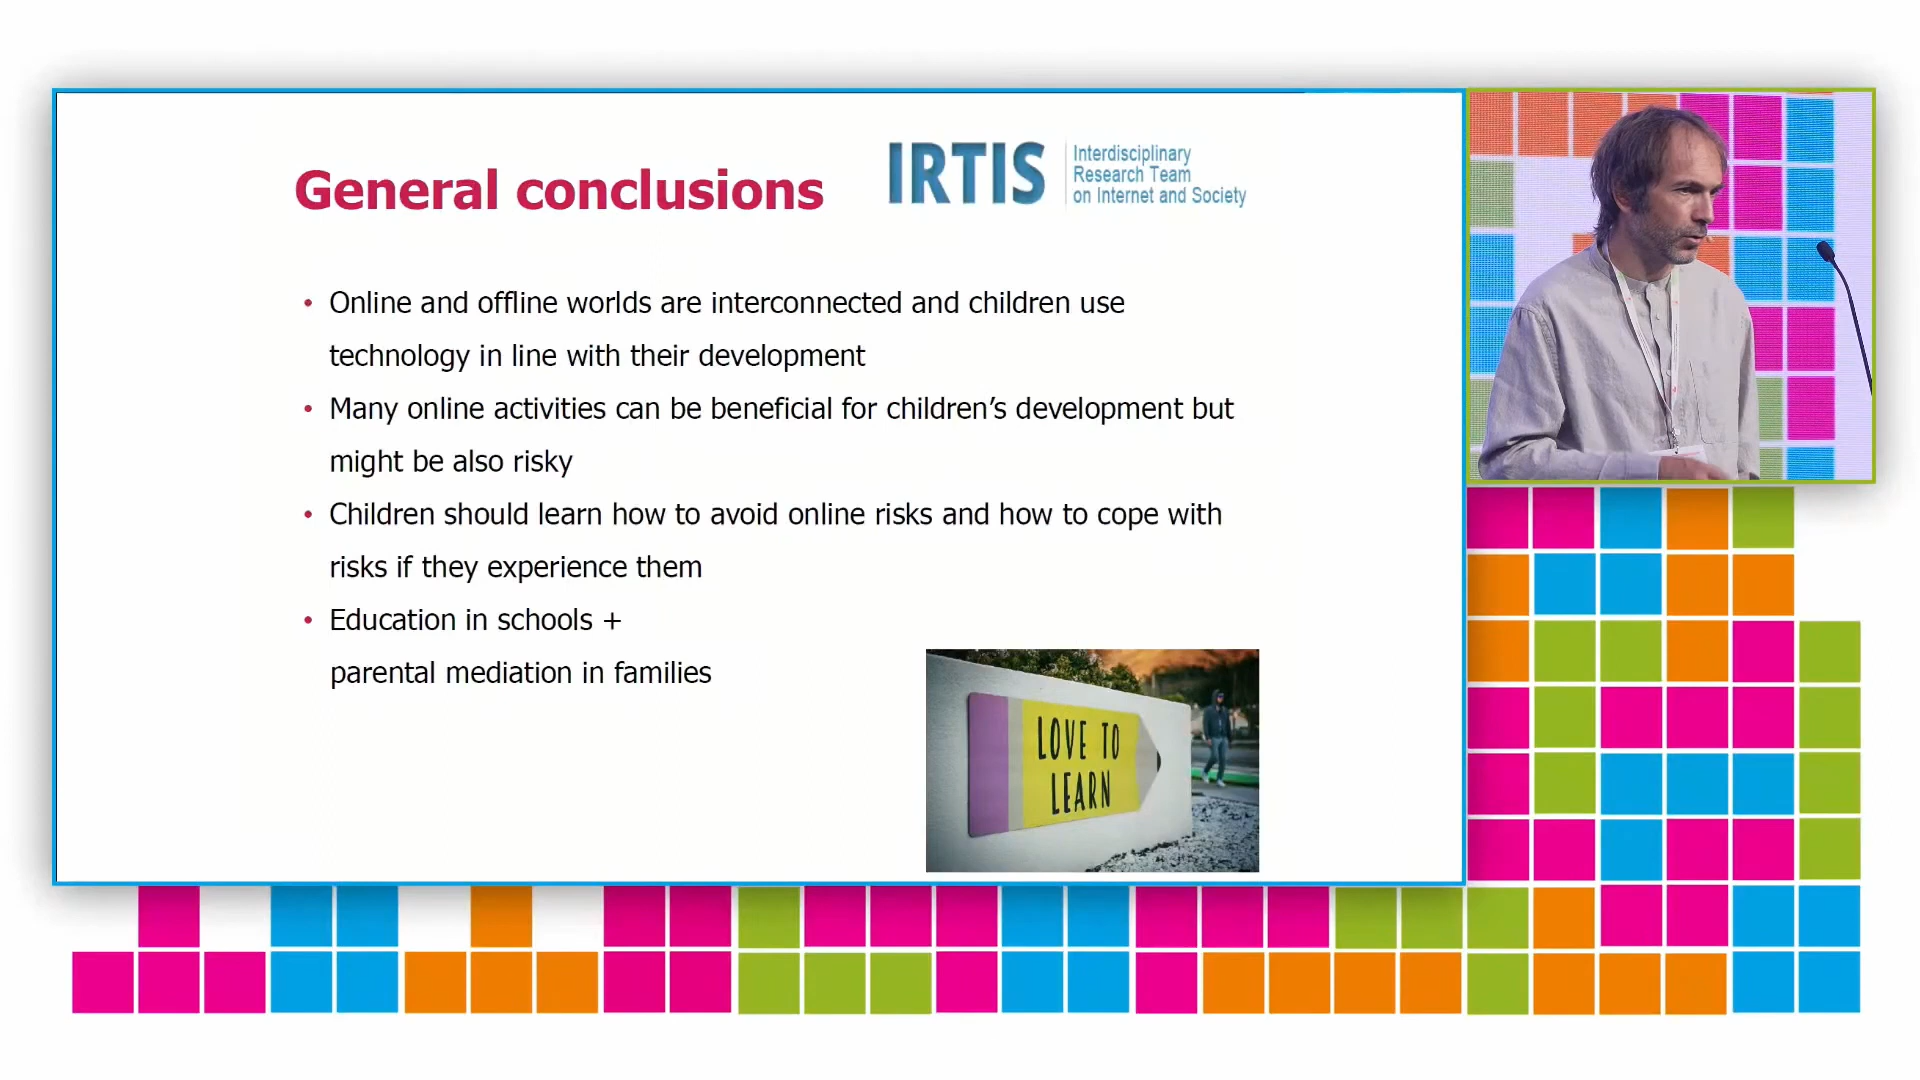 General conclusions
IRTIS
Interdisciplinary
Research Team
on Internet and Society
• Online and offline worlds are interconnected and children use
technology in line with their development
• Many online activities can be beneficial for children’s development but
might be also risky
• Children should learn how to avoid online risks and how to cope with
risks if they experience them
• Education in schools +
parental mediation in families
LOVE TO
LEARN